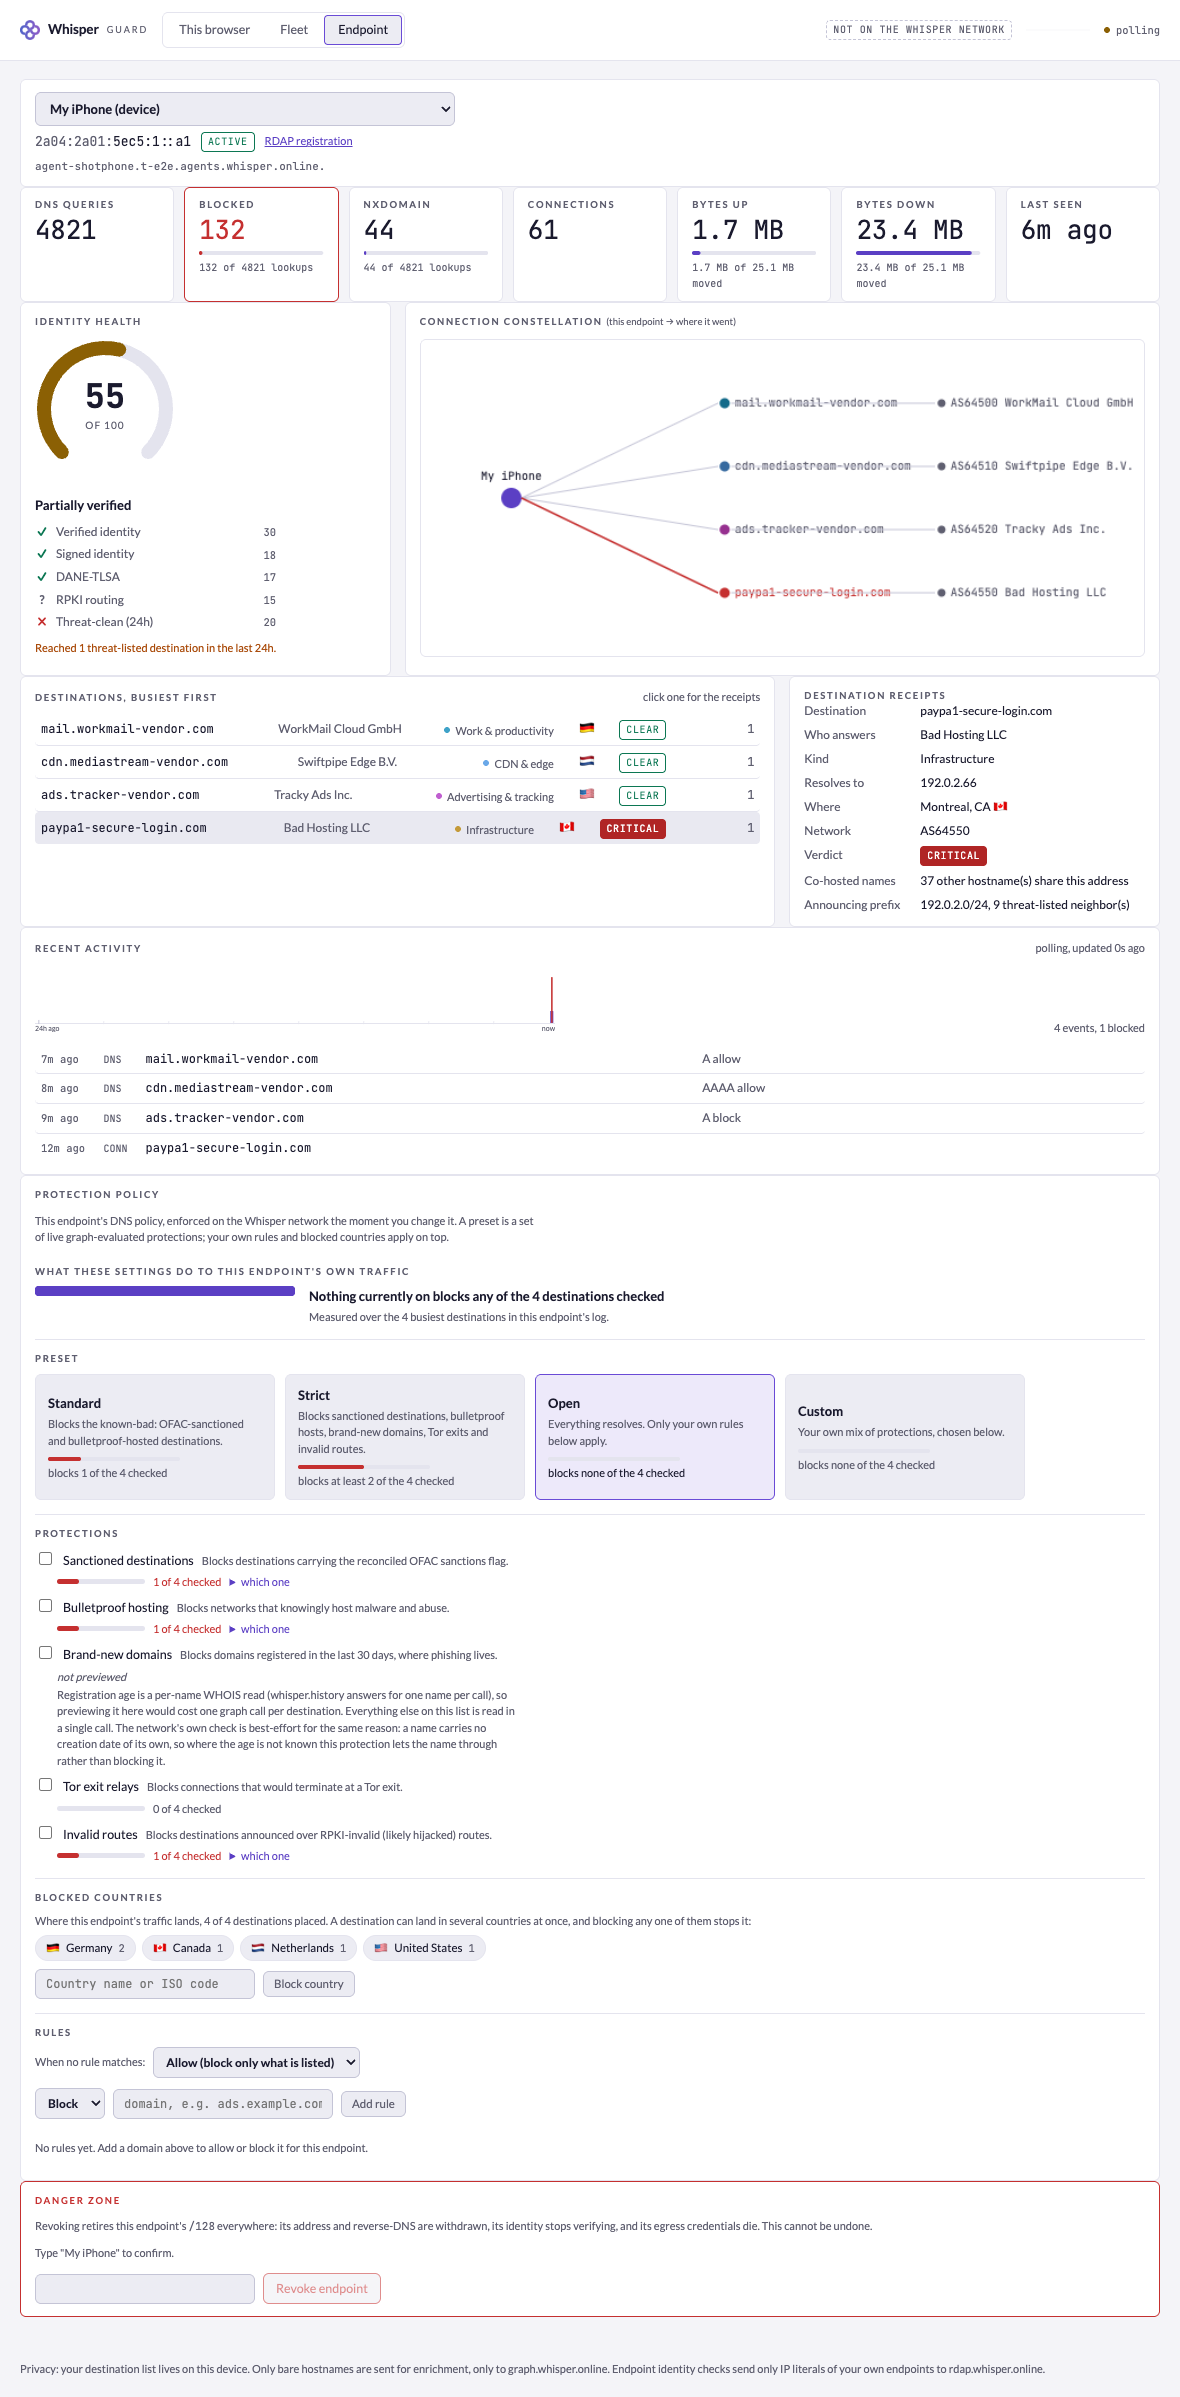 Whisper GUARD This browser Fleet Endpoint NOT ON THE WHISPER NETWORK polling
My iPhone (device)
2a04:2a01:5ec5:1::a1 ACTIVE RDAP registration
agent-shotphone.t-e2e.agents.whisper.online.
DNS QUERIES
4821
BLOCKED
132
132 of 4821 lookups
NXDOMAIN
44
44 of 4821 lookups
CONNECTIONS
61
BYTES UP
1.7 MB
1.7 MB of 25.1 MB
moved
BYTES DOWN
23.4 MB
23.4 MB of 25.1 MB
moved
LAST SEEN
6m ago
IDENTITY HEALTH
55
OF 100
Partially verified
Verified identity 30
Signed identity 18
DANE-TLSA 17
? RPKI routing 15
Threat-clean (24h) 20
Reached 1 threat-listed destination in the last 24h.
CONNECTION CONSTELLATION (this endpoint → where it went)
My iPhone
mail.workmail-vendor.com AS64500 WorkMail Cloud GmbH
cdn.mediastream-vendor.com AS64510 Swiftpipe Edge B.V.
ads.tracker-vendor.com AS64520 Tracky Ads Inc.
paypa1-secure-login.com AS64550 Bad Hosting LLC
DESTINATIONS, BUSIEST FIRST click one for the receipts
mail.workmail-vendor.com WorkMail Cloud GmbH Work & productivity CLEAR 1
cdn.mediastream-vendor.com Swiftpipe Edge B.V. CDN & edge CLEAR 1
ads.tracker-vendor.com Tracky Ads Inc. Advertising & tracking CLEAR 1
paypa1-secure-login.com Bad Hosting LLC Infrastructure CRITICAL 1
DESTINATION RECEIPTS
Destination paypa1-secure-login.com
Who answers Bad Hosting LLC
Kind Infrastructure
Resolves to 192.0.2.66
Where Montreal, CA
Network AS64550
Verdict CRITICAL
Co-hosted names 37 other hostname(s) share this address
Announcing prefix 192.0.2.0/24, 9 threat-listed neighbor(s)
RECENT ACTIVITY polling, updated 0s ago
24h ago now
4 events, 1 blocked
7m ago DNS mail.workmail-vendor.com A allow
8m ago DNS cdn.mediastream-vendor.com AAAA allow
9m ago DNS ads.tracker-vendor.com A block
12m ago CONN paypa1-secure-login.com
PROTECTION POLICY
This endpoint's DNS policy, enforced on the Whisper network the moment you change it. A preset is a set
of live graph-evaluated protections; your own rules and blocked countries apply on top.
WHAT THESE SETTINGS DO TO THIS ENDPOINT'S OWN TRAFFIC
Nothing currently on blocks any of the 4 destinations checked
Measured over the 4 busiest destinations in this endpoint's log.
PRESET
Standard
Blocks the known-bad: OFAC-sanctioned
and bulletproof-hosted destinations.
blocks 1 of the 4 checked
Strict
Blocks sanctioned destinations, bulletproof
hosts, brand-new domains, Tor exits and
invalid routes.
blocks at least 2 of the 4 checked
Open
Everything resolves. Only your own rules
below apply.
blocks none of the 4 checked
Custom
Your own mix of protections, chosen below.
blocks none of the 4 checked
PROTECTIONS
Sanctioned destinations Blocks destinations carrying the reconciled OFAC sanctions flag.
1 of 4 checked ▶ which one
Bulletproof hosting Blocks networks that knowingly host malware and abuse.
1 of 4 checked ▶ which one
Brand-new domains Blocks domains registered in the last 30 days, where phishing lives.
not previewed
Registration age is a per-name WHOIS read (whisper.history answers for one name per call), so
previewing it here would cost one graph call per destination. Everything else on this list is read in
a single call. The network's own check is best-effort for the same reason: a name carries no
creation date of its own, so where the age is not known this protection lets the name through
rather than blocking it.
Tor exit relays Blocks connections that would terminate at a Tor exit.
0 of 4 checked
Invalid routes Blocks destinations announced over RPKI-invalid (likely hijacked) routes.
1 of 4 checked ▶ which one
BLOCKED COUNTRIES
Where this endpoint's traffic lands, 4 of 4 destinations placed. A destination can land in several countries at once, and blocking any one of them stops it:
Germany 2 Canada 1 Netherlands 1 United States 1
Country name or ISO code Block country
RULES
When no rule matches: Allow (block only what is listed)
Block domain, e.g. ads.example.com Add rule
No rules yet. Add a domain above to allow or block it for this endpoint.
DANGER ZONE
Revoking retires this endpoint's /128 everywhere: its address and reverse-DNS are withdrawn, its identity stops verifying, and its egress credentials die. This cannot be undone.
Type "My iPhone" to confirm.
Revoke endpoint
Privacy: your destination list lives on this device. Only bare hostnames are sent for enrichment, only to graph.whisper.online. Endpoint identity checks send only IP literals of your own endpoints to rdap.whisper.online.